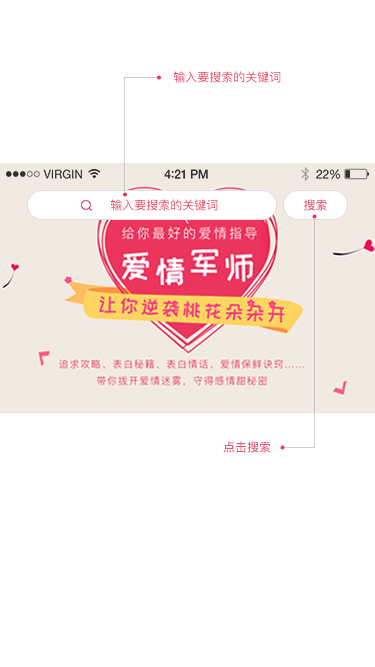 输入要搜索的关键词
VIRGIN 4:21 PM 22%
输入要搜索的关键词 搜索
给你最好的爱情指导
爱情军师
让你逆袭桃花朵朵开
追求攻略、表白秘籍、表白情话、爱情保鲜诀窍……
带你拨开爱情迷雾，守得感情甜秘密
点击搜索